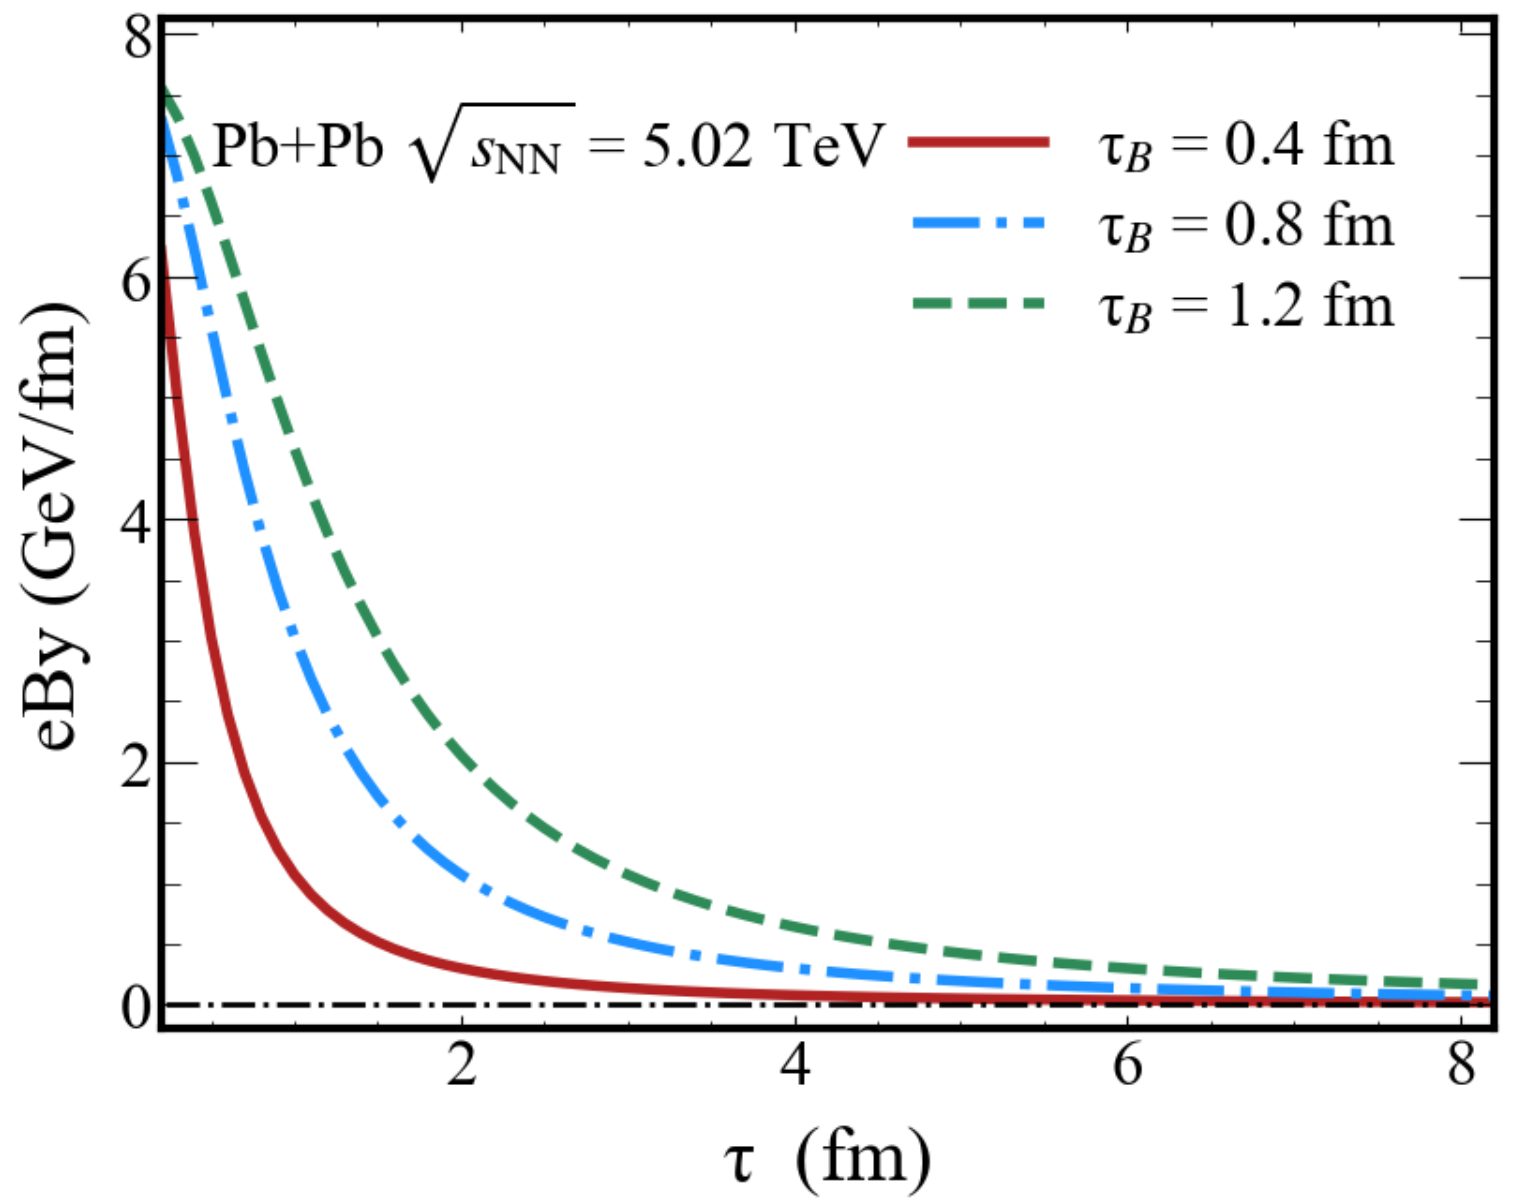 Pb+Pb √sNN = 5.02 TeV
τB = 0.4 fm
τB = 0.8 fm
τB = 1.2 fm
eBy (GeV/fm)
8
6
4
2
0
2 4 6 8
τ (fm)